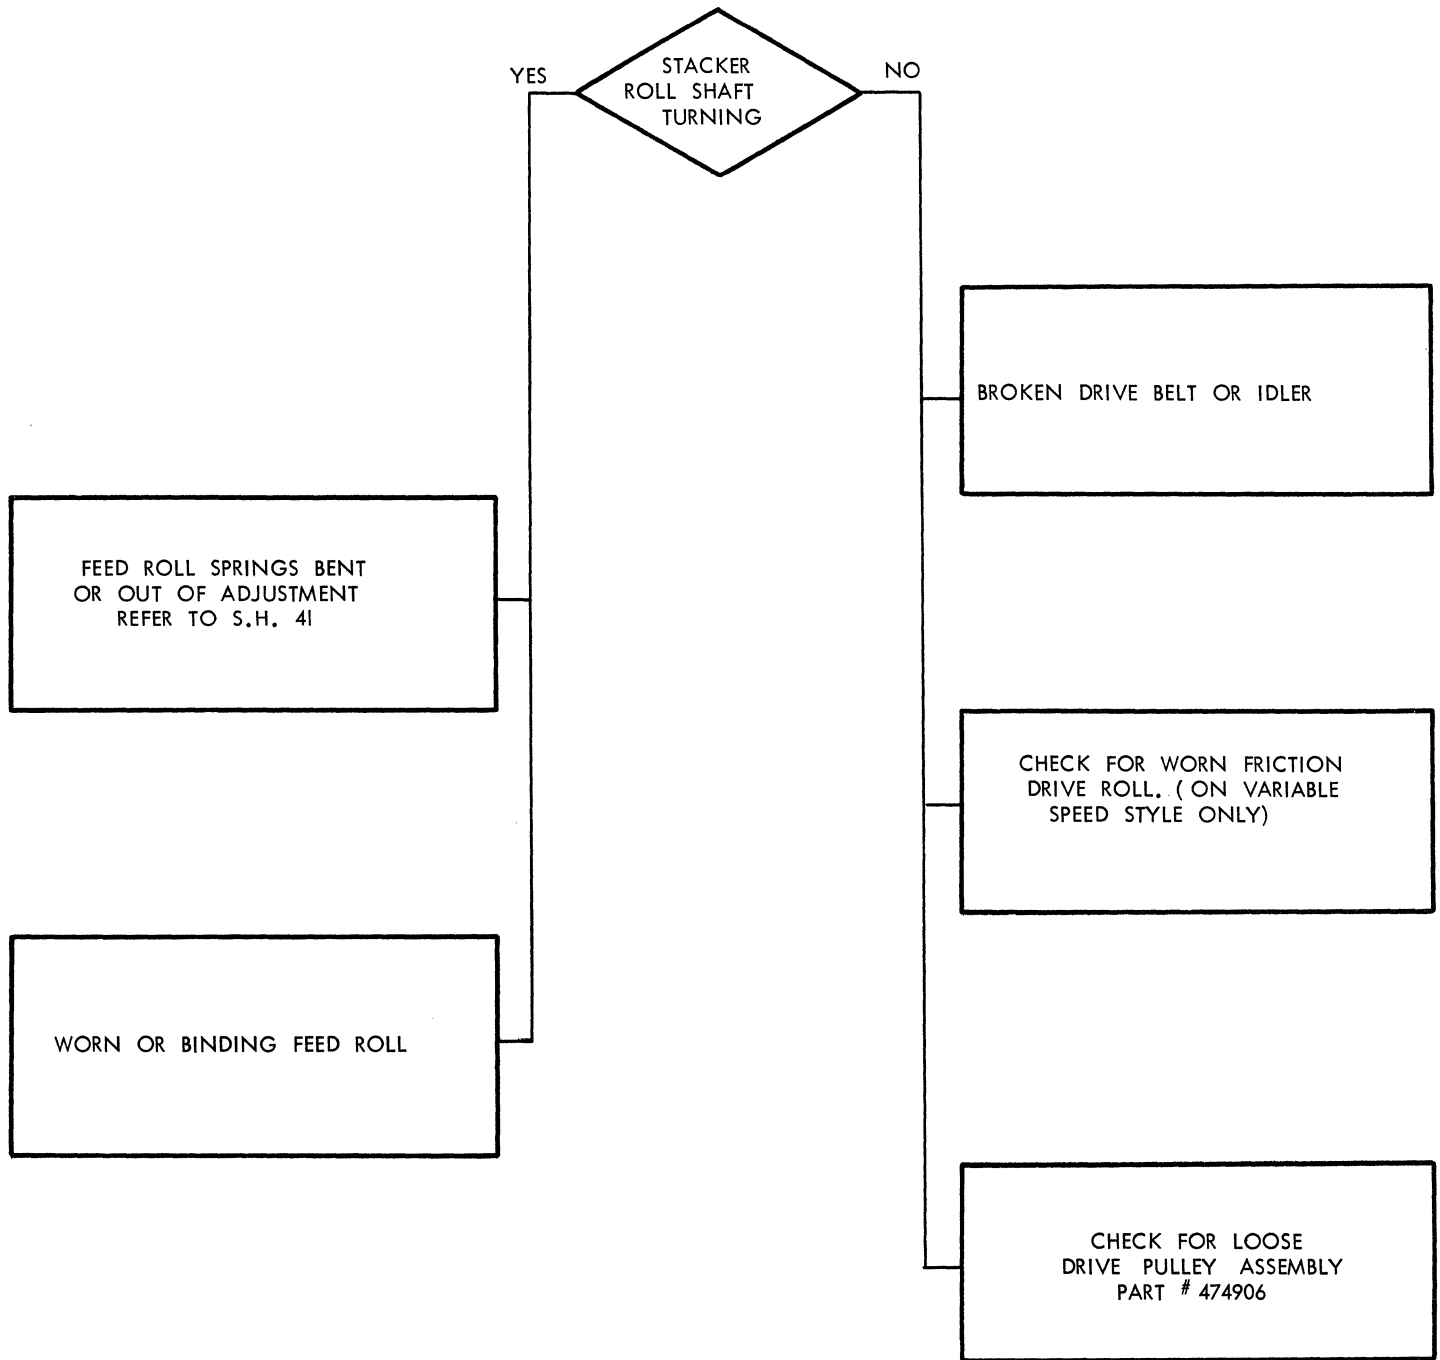 STACKER
ROLL SHAFT
TURNING
YES
NO
BROKEN DRIVE BELT OR IDLER
FEED ROLL SPRINGS BENT
OR OUT OF ADJUSTMENT
REFER TO S.H. 41
CHECK FOR WORN FRICTION
DRIVE ROLL. (ON VARIABLE
SPEED STYLE ONLY)
WORN OR BINDING FEED ROLL
CHECK FOR LOOSE
DRIVE PULLEY ASSEMBLY
PART # 474906